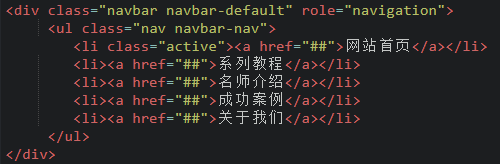 <div class="navbar navbar-default" role="navigation">
<ul class="nav navbar-nav">
<li class="active"><a href="##">网站首页</a></li>
<li><a href="##">系列教程</a></li>
<li><a href="##">名师介绍</a></li>
<li><a href="##">成功案例</a></li>
<li><a href="##">关于我们</a></li>
</ul>
</div>